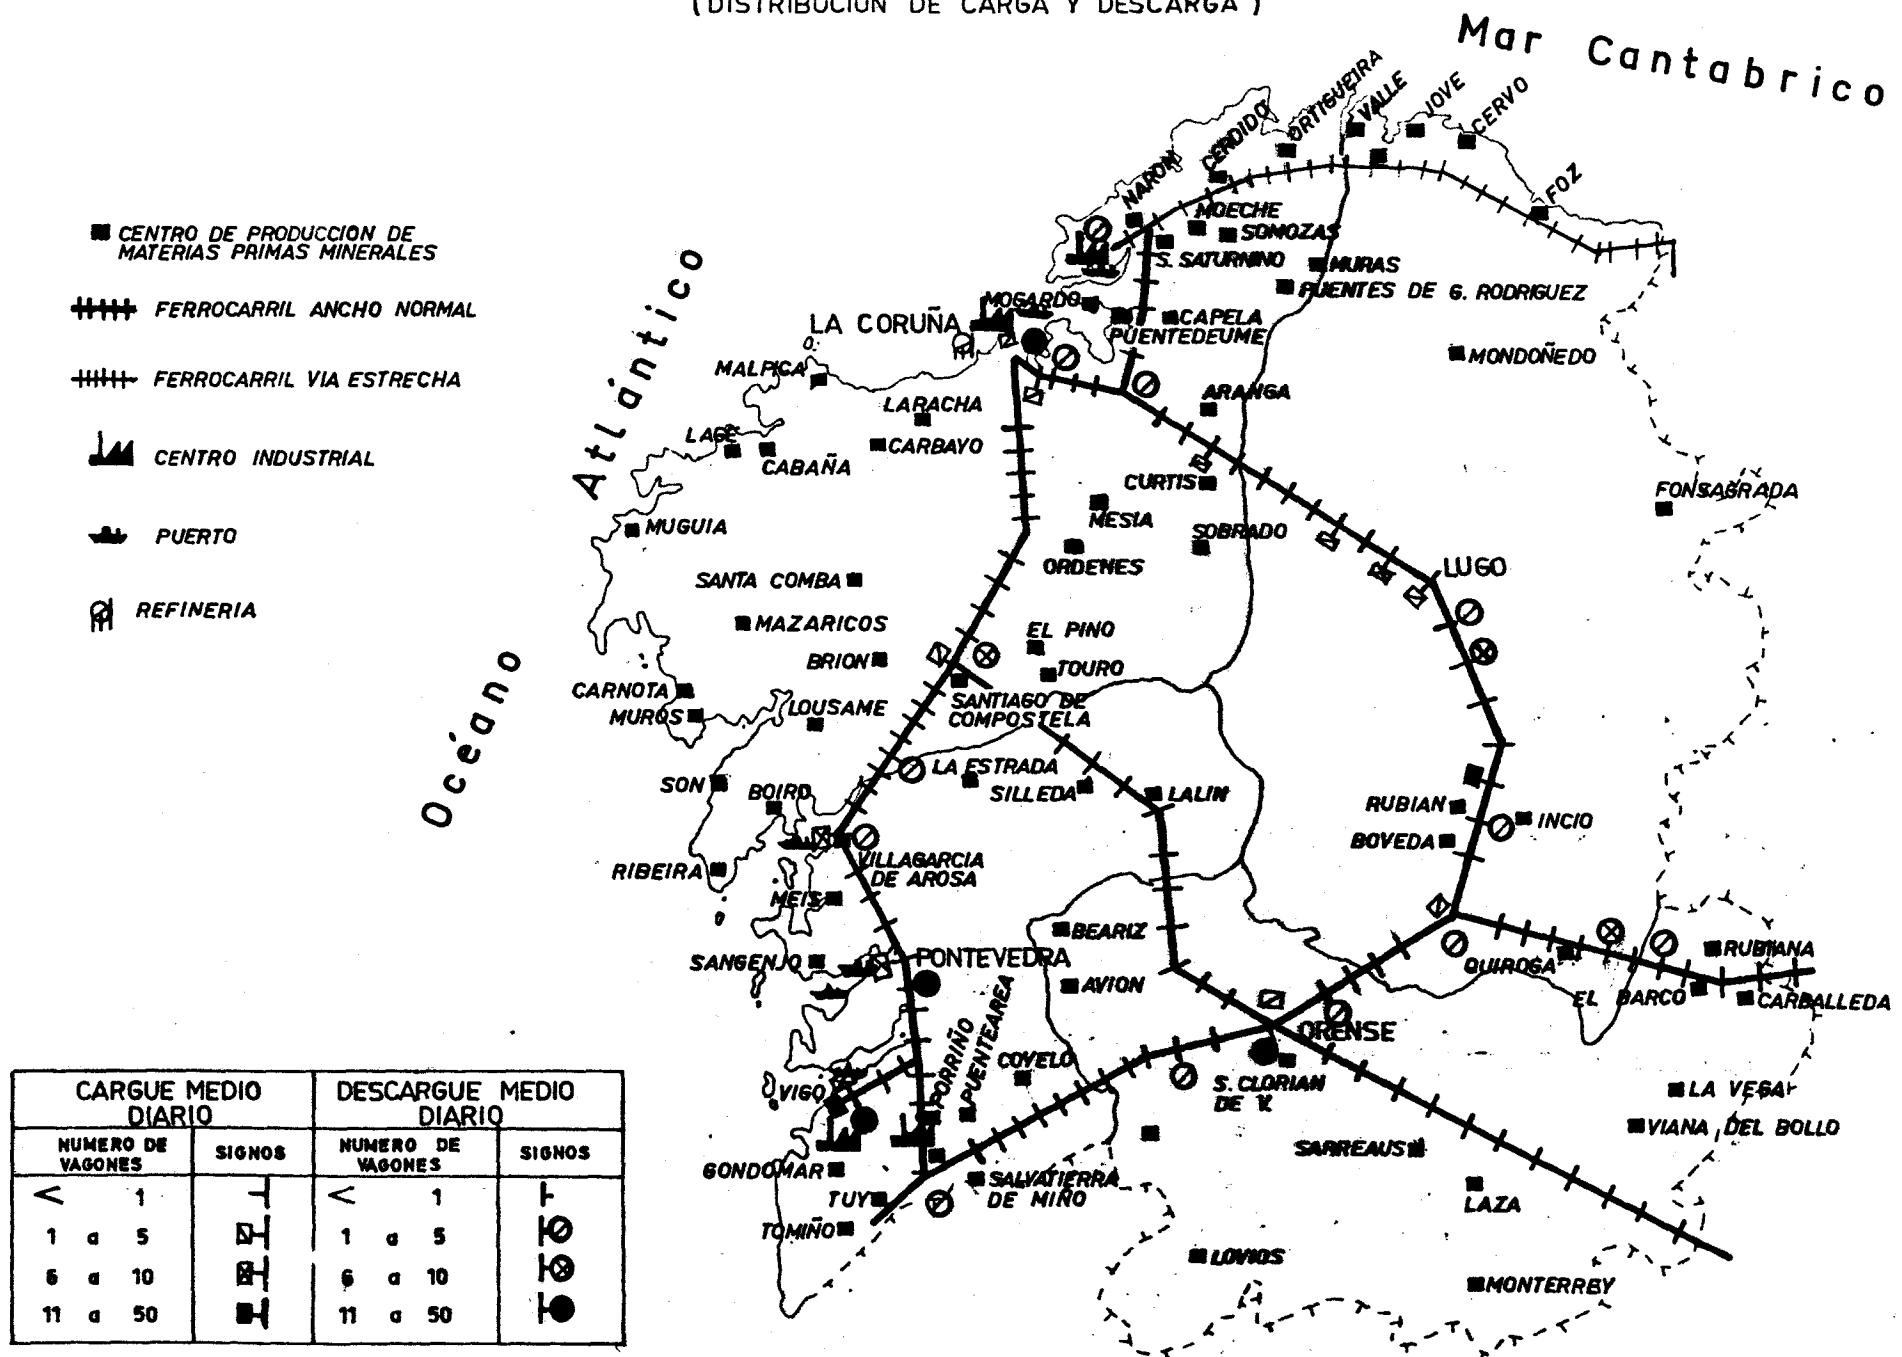 (DISTRIBUCION DE CARGA Y DESCARGA)
Mar Cantabrico
Océano Atlántico
CENTRO DE PRODUCCION DE
MATERIAS PRIMAS MINERALES
FERROCARRIL ANCHO NORMAL
FERROCARRIL VIA ESTRECHA
CENTRO INDUSTRIAL
PUERTO
REFINERIA
ORTIGUEIRA
VALLE
JOVE
CERVO
CERDIDO
NARON
FOZ
MOECHE
SOMOZAS
S. SATURNINO
MURAS
PUENTES DE G. RODRIGUEZ
MOGARDO
CAPELA
PUENTEDEUME
LA CORUÑA
MONDOÑEDO
MALPICA
ARANGA
LARACHA
CARBAYO
LAGE
CABAÑA
CURTIS
FONSAGRADA
MESIA
MUGUIA
SOBRADO
ORDENES
LUGO
SANTA COMBA
MAZARICOS
EL PINO
BRION
TOURO
CARNOTA
SANTIAGO DE
COMPOSTELA
MUROS
LOUSAME
LA ESTRADA
SON
BOIRO
SILLEDA
LALIN
RUBIAN
INCIO
BOVEDA
VILLAGARCIA
DE AROSA
RIBEIRA
MEIS
BEARIZ
SANGENJO
PONTEVEDRA
RUBIANA
QUIROGA
AVION
EL BARCO
CARBALLEDA
PORRIÑO
PUENTEAREA
ORENSE
COVELO
VIGO
S. CLORIAN
DE V.
LA VEGA
VIANA DEL BOLLO
SARREAUS
GONDOMAR
SALVATIERRA
DE MIÑO
TUY
LAZA
TOMIÑO
LOVIOS
MONTERREY
CARGUE MEDIO
DIARIO
DESCARGUE MEDIO
DIARIO
NUMERO DE
VAGONES
SIGNOS
NUMERO DE
VAGONES
SIGNOS
< 1 < 1
1 a 5 1 a 5
6 a 10 6 a 10
11 a 50 11 a 50